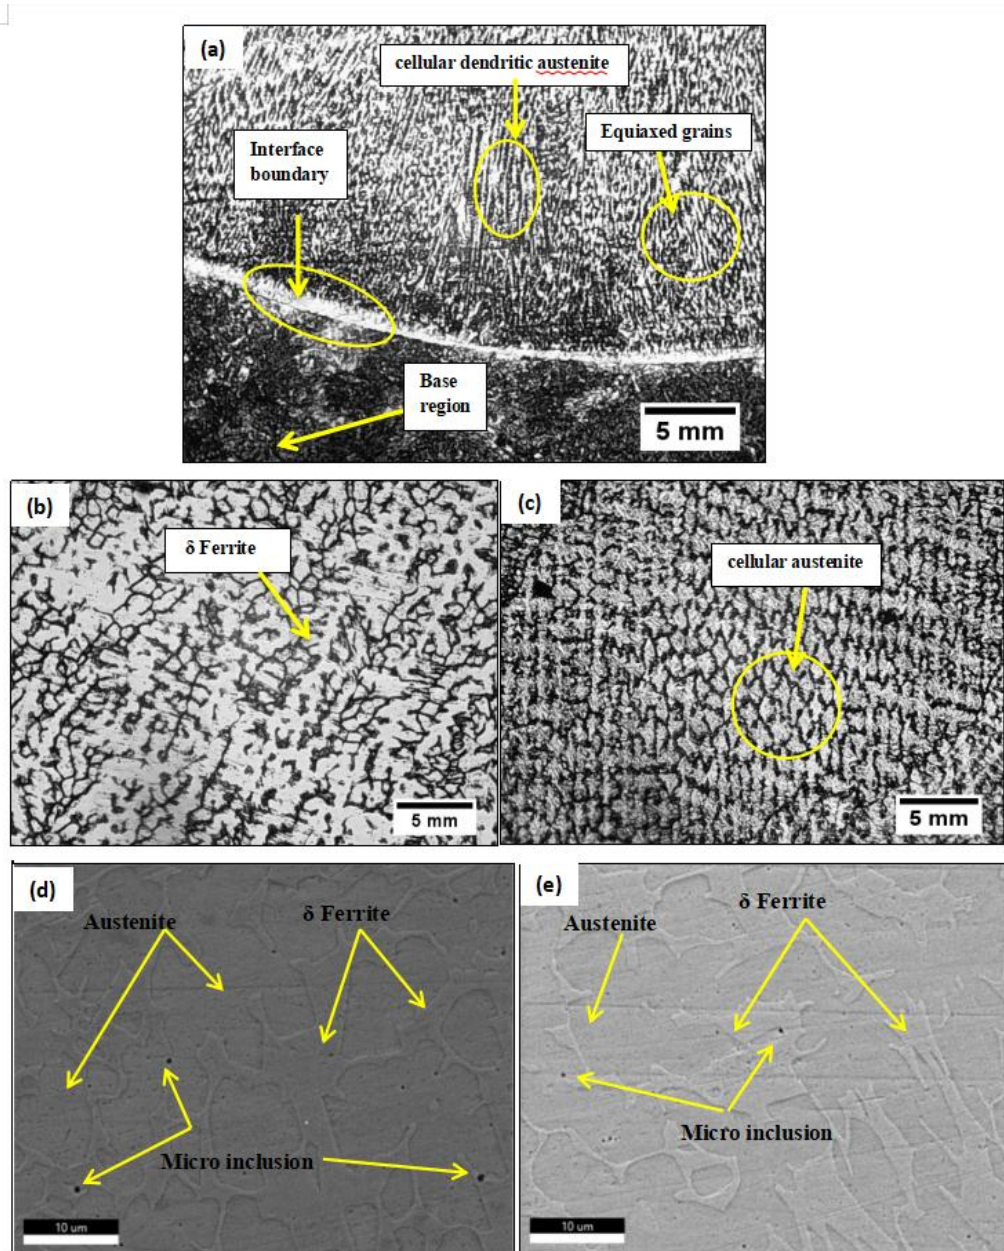 (a)
cellular dendritic austenite
Equiaxed grains
Interface
boundary
Base
region
5 mm
(b)
δ Ferrite
5 mm
(c)
cellular austenite
5 mm
(d)
Austenite
δ Ferrite
Micro inclusion
10 um
(e)
Austenite
δ Ferrite
Micro inclusion
10 um